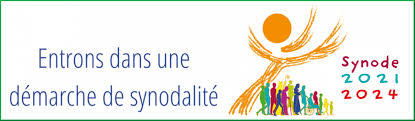 Entrons dans une
démarche de synodalité
Synode
2021
2024